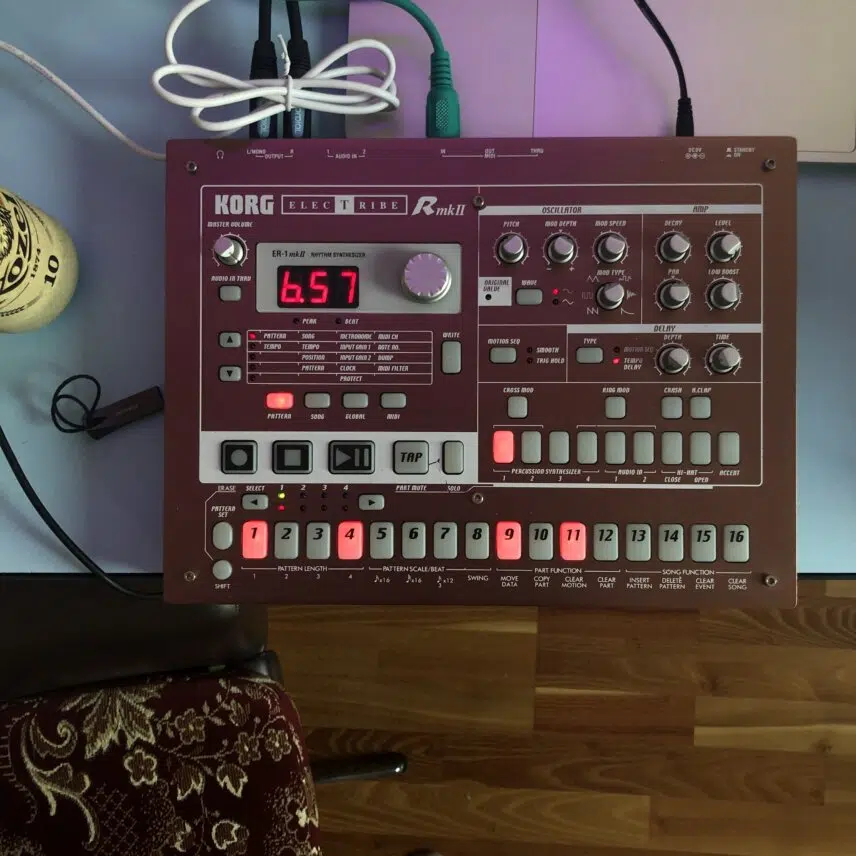 L/MONO R
OUTPUT
1 AUDIO IN 2
IN OUT THRU
MIDI
DC9V
STANDBY
ON
KORG ELECTRIBE R mkII
MASTER VOLUME
ER-1 mkII RHYTHM SYNTHESIZER
6.57
AUDIO IN THRU
PEAK BEAT
PATTERN SONG METRONOME MIDI CH
TEMPO TEMPO INPUT GAIN 1 NOTE NO.
POSITION INPUT GAIN 2 DUMP
PATTERN CLOCK MIDI FILTER
PROTECT
WRITE
PATTERN SONG GLOBAL MIDI
TAP
OSCILLATOR AMP
PITCH MOD DEPTH MOD SPEED DECAY LEVEL
ORIGINAL VALUE WAVE MOD TYPE PAN LOW BOOST
DELAY
MOTION SEQ SMOOTH TRIG HOLD TYPE MOTION SEQ TEMPO DELAY DEPTH TIME
CROSS MOD RING MOD CRASH H.CLAP
PERCUSSION SYNTHESIZER AUDIO IN HI-HAT ACCENT
1 2 3 4 1 2 CLOSE OPEN
ERASE SELECT 1 2 3 4 PART MUTE SOLO
PATTERN SET
1 2 3 4 5 6 7 8 9 10 11 12 13 14 15 16
SHIFT
PATTERN LENGTH PATTERN SCALE/BEAT SWING PART FUNCTION SONG FUNCTION
1 2 3 4 ×16 ×16 ×12 3 MOVE DATA COPY PART CLEAR MOTION CLEAR PART INSERT PATTERN DELETE PATTERN CLEAR EVENT CLEAR SONG
1874
10